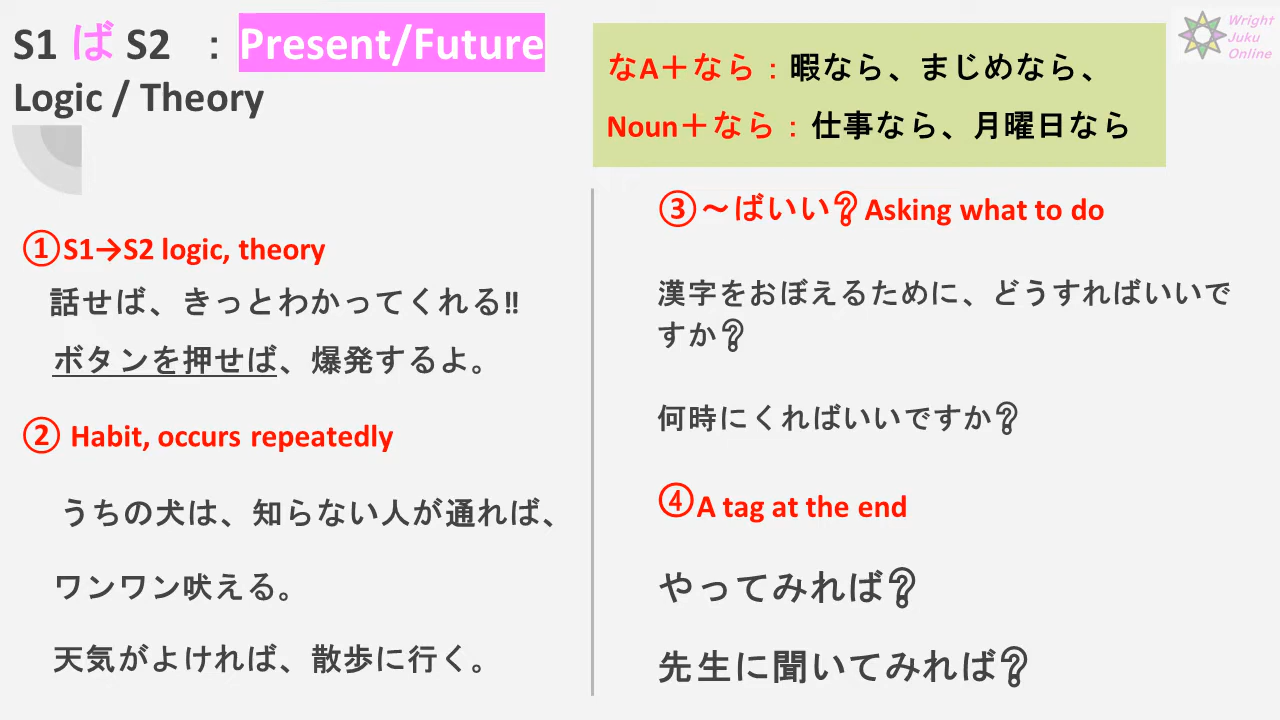 S1 ば S2 : Present/Future
Logic / Theory
なA＋なら：暇なら、まじめなら、
Noun＋なら：仕事なら、月曜日なら
Wright
Juku
Online
①S1→S2 logic, theory
話せば、きっとわかってくれる‼
ボタンを押せば、爆発するよ。
② Habit, occurs repeatedly
うちの犬は、知らない人が通れば、
ワンワン吠える。
天気がよければ、散歩に行く。
③～ばいい？Asking what to do
漢字をおぼえるために、どうすればいいで
すか？
何時にくればいいですか？
④A tag at the end
やってみれば？
先生に聞いてみれば？